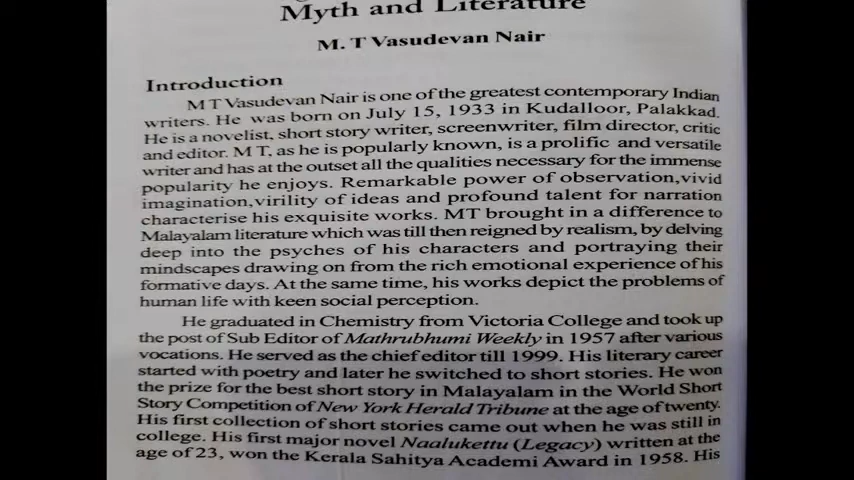 Myth and Literature
M. T Vasudevan Nair
Introduction
M T Vasudevan Nair is one of the greatest contemporary Indian
writers. He was born on July 15, 1933 in Kudalloor, Palakkad.
He is a novelist, short story writer, screenwriter, film director, critic
and editor. M T, as he is popularly known, is a prolific and versatile
writer and has at the outset all the qualities necessary for the immense
popularity he enjoys. Remarkable power of observation,vivid
imagination,virility of ideas and profound talent for narration
characterise his exquisite works. MT brought in a difference to
Malayalam literature which was till then reigned by realism, by delving
deep into the psyches of his characters and portraying their
mindscapes drawing on from the rich emotional experience of his
formative days. At the same time, his works depict the problems of
human life with keen social perception.
He graduated in Chemistry from Victoria College and took up
the post of Sub Editor of Mathrubhumi Weekly in 1957 after various
vocations. He served as the chief editor till 1999. His literary career
started with poetry and later he switched to short stories. He won
the prize for the best short story in Malayalam in the World Short
Story Competition of New York Herald Tribune at the age of twenty.
His first collection of short stories came out when he was still in
college. His first major novel Naalukettu (Legacy) written at the
age of 23, won the Kerala Sahitya Academi Award in 1958. His